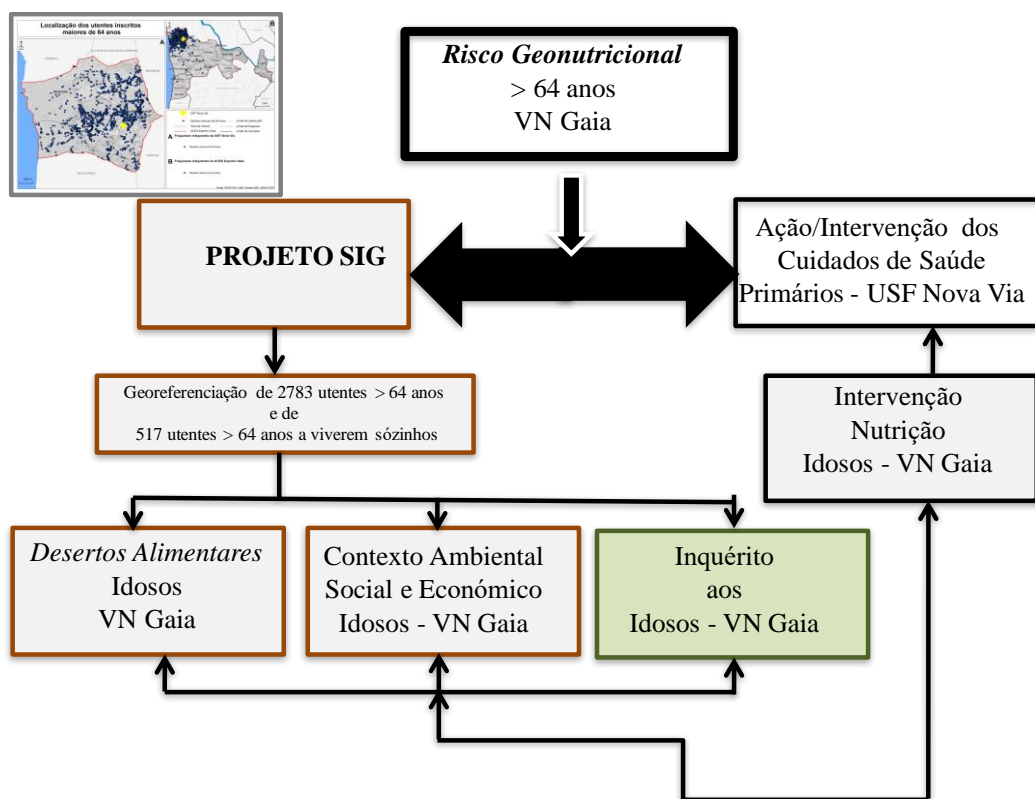 Localização dos utentes inscritos
maiores de 64 anos
A
B
A
B
Risco Geonutricional
> 64 anos
VN Gaia
PROJETO SIG
Ação/Intervenção dos
Cuidados de Saúde
Primários - USF Nova Via
Georeferenciação de 2783 utentes > 64 anos
e de
517 utentes > 64 anos a viverem sózinhos
Intervenção
Nutrição
Idosos - VN Gaia
Desertos Alimentares
Idosos
VN Gaia
Contexto Ambiental
Social e Económico
Idosos - VN Gaia
Inquérito
aos
Idosos - VN Gaia